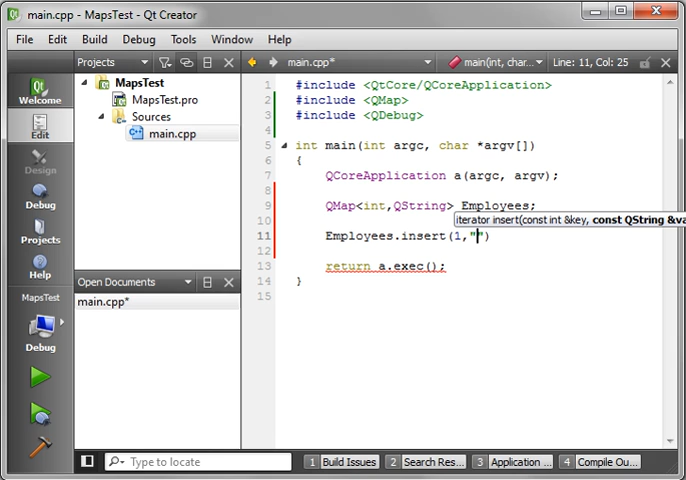 main.cpp - MapsTest - Qt Creator
File Edit Build Debug Tools Window Help
Projects main.cpp* main(int, char... Line: 11, Col: 25
Welcome
Edit
Design
Debug
Projects
Help
MapsTest
Debug
MapsTest
MapsTest.pro
Sources
main.cpp
Open Documents
main.cpp*
1 #include <QtCore/QCoreApplication>
2 #include <QMap>
3 #include <QDebug>
4
5 int main(int argc, char *argv[])
6 {
7 QCoreApplication a(argc, argv);
8
9 QMap<int,QString> Employees;
iterator insert(const int &key, const QString &va
10
11 Employees.insert(1,"")
12
13 return a.exec();
14 }
15
Type to locate 1 Build Issues 2 Search Res... 3 Application ... 4 Compile Ou...